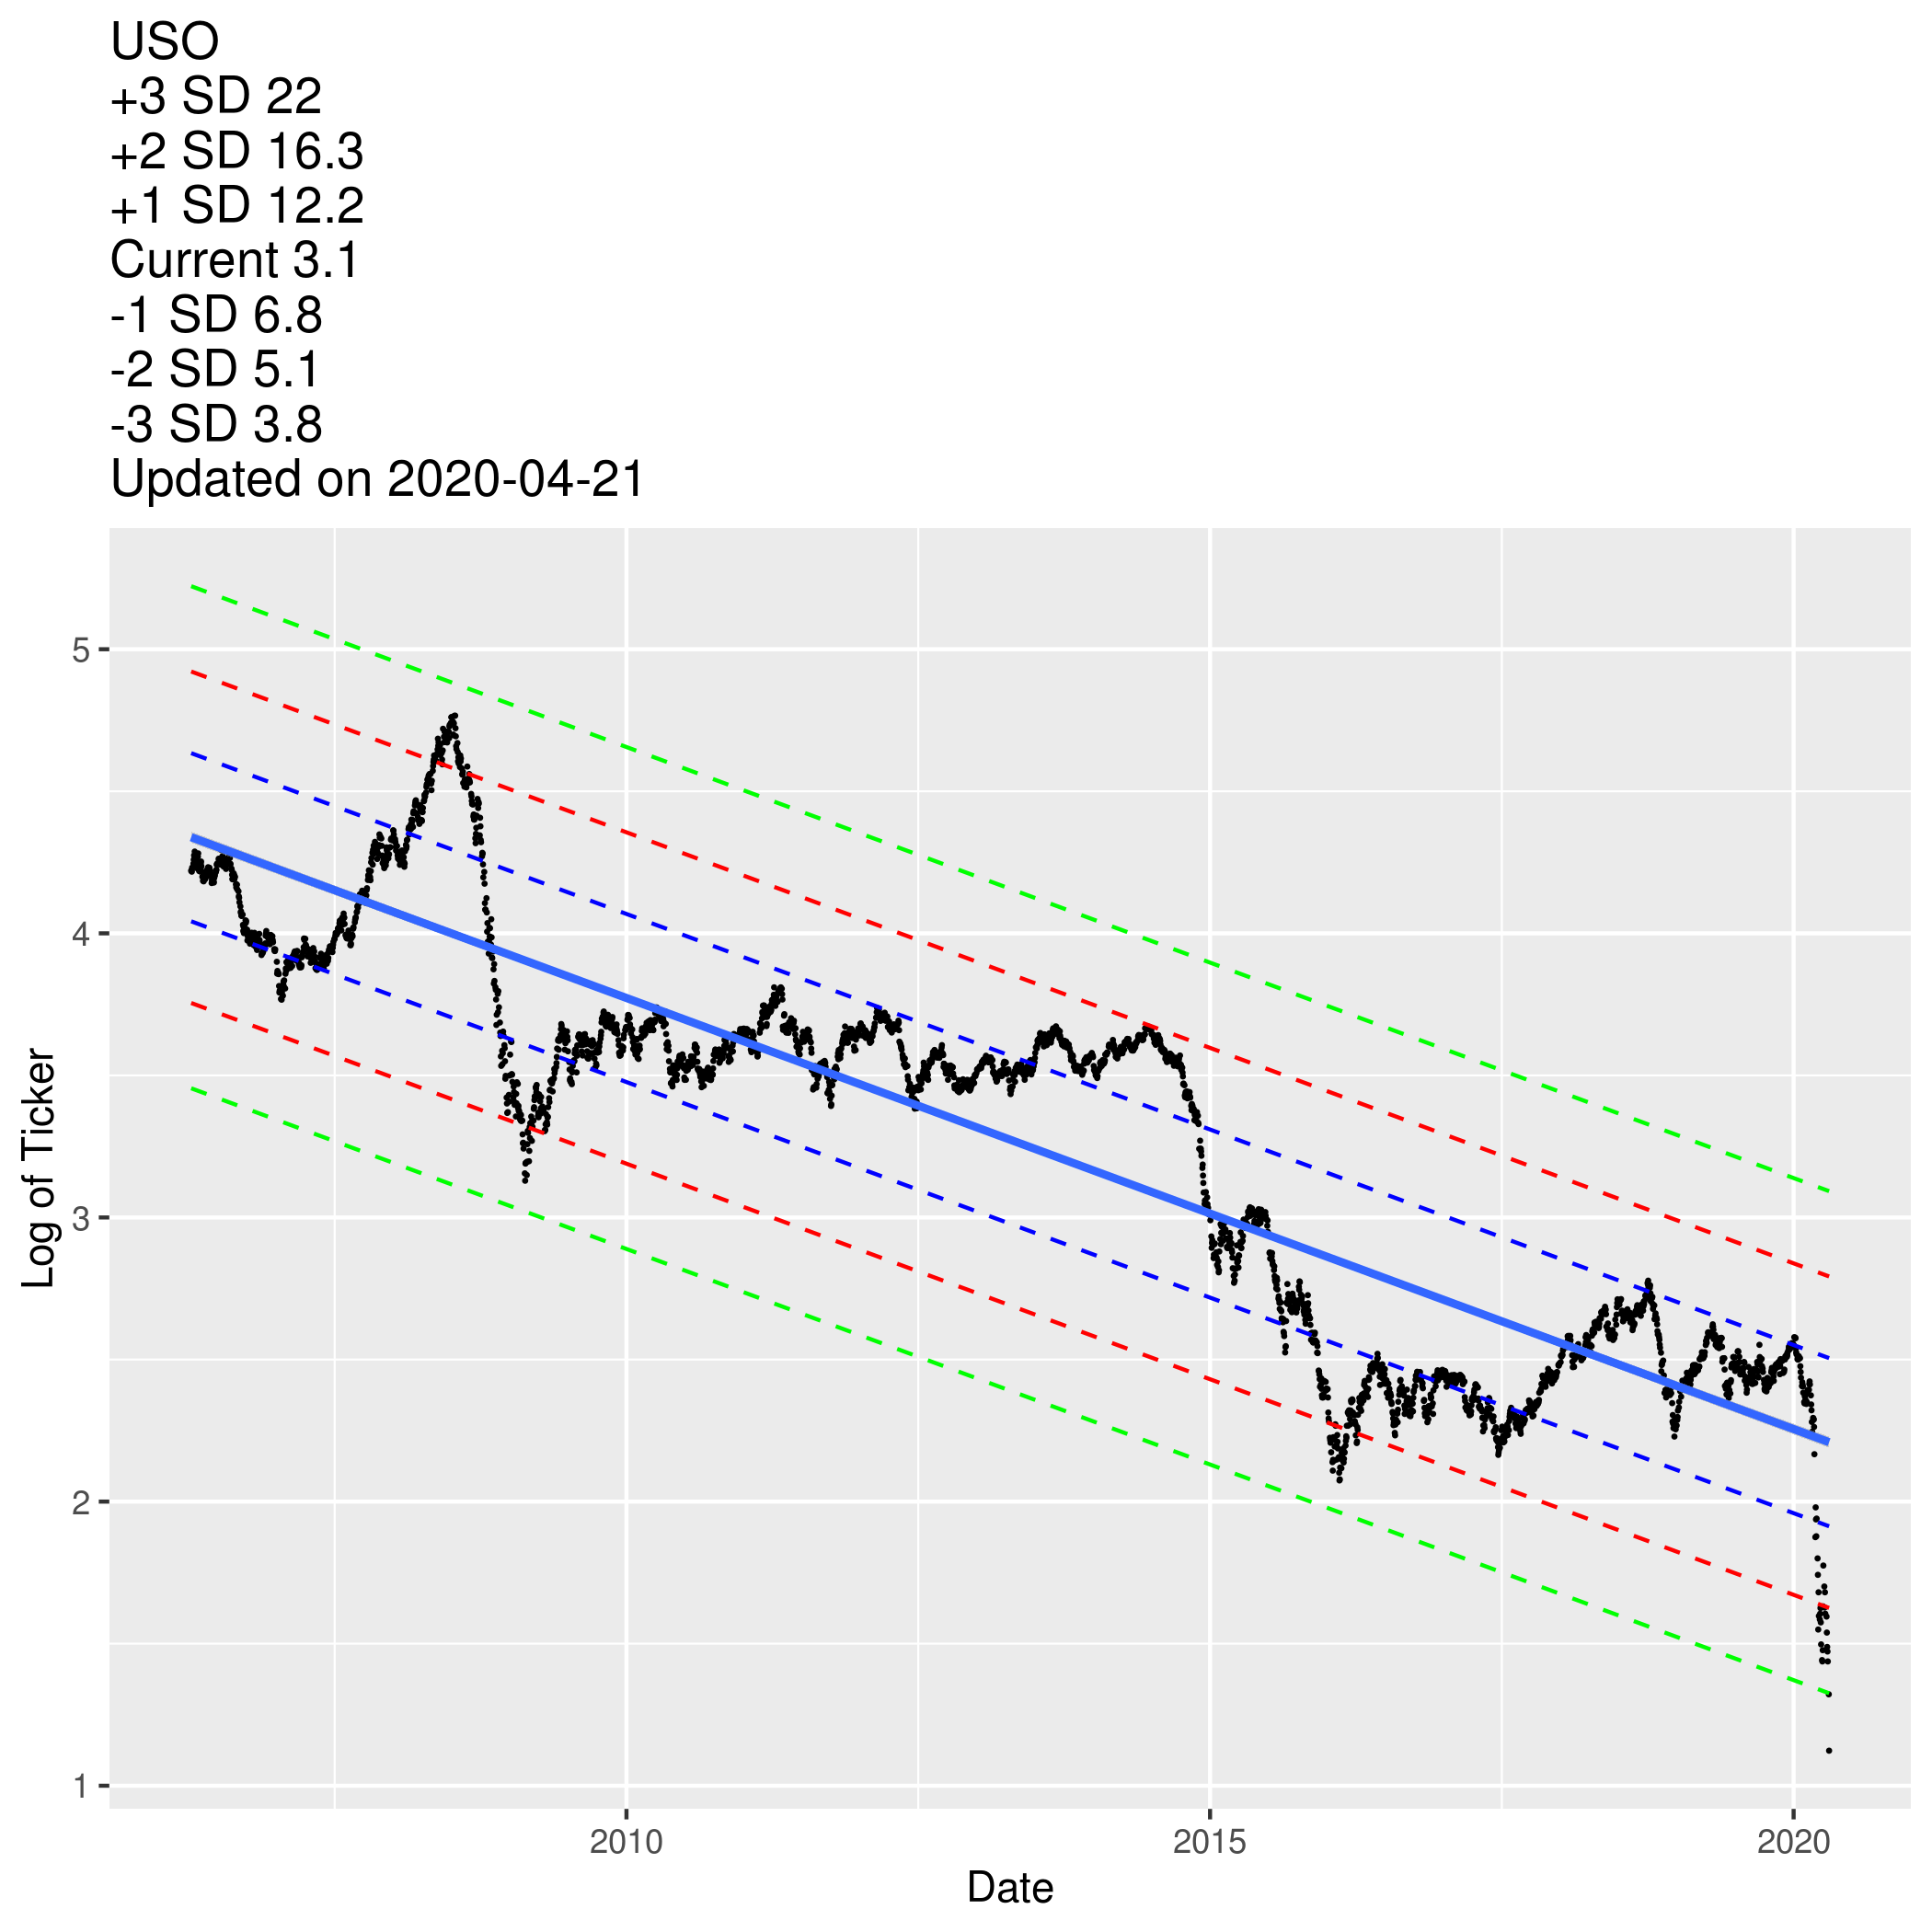 USO
+3 SD 22
+2 SD 16.3
+1 SD 12.2
Current 3.1
-1 SD 6.8
-2 SD 5.1
-3 SD 3.8
Updated on 2020-04-21
5
4
3
2
1
Log of Ticker
2010
2015
2020
Date